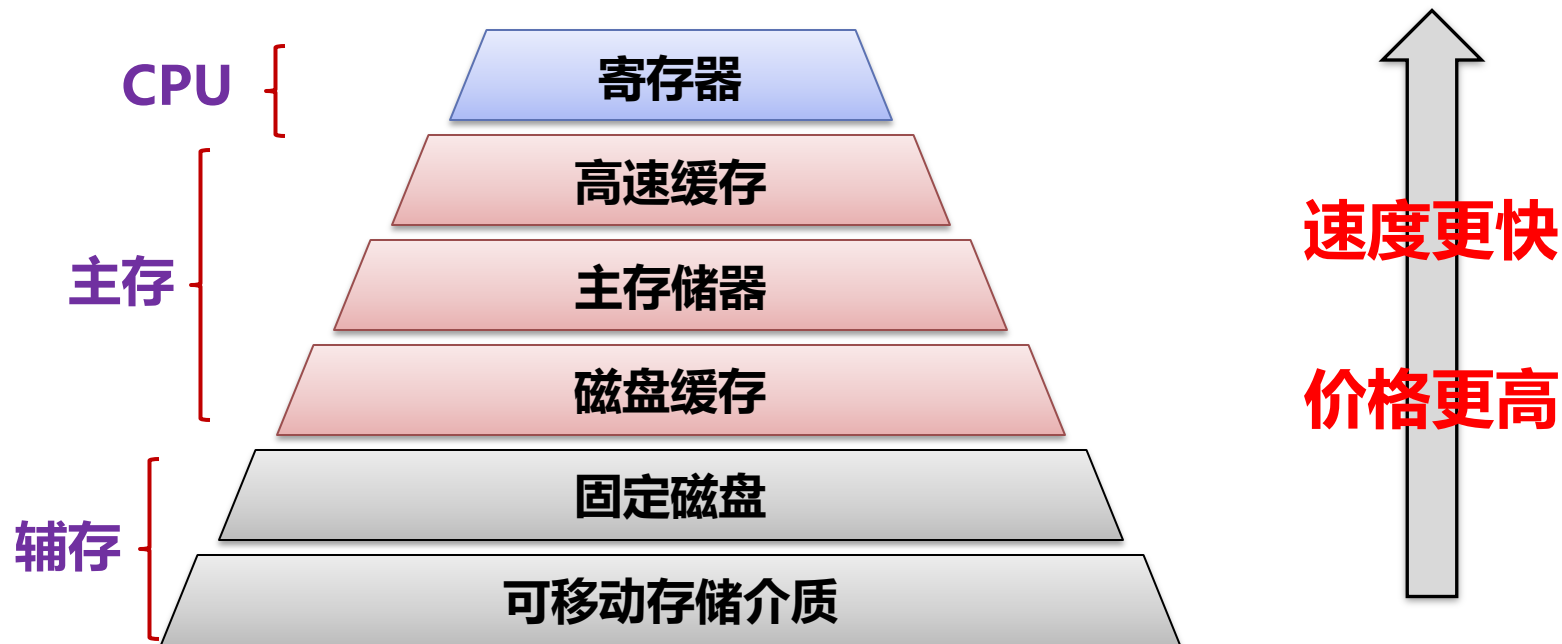 CPU
寄存器
高速缓存
主存
主存储器
磁盘缓存
辅存
固定磁盘
可移动存储介质
速度更快
价格更高